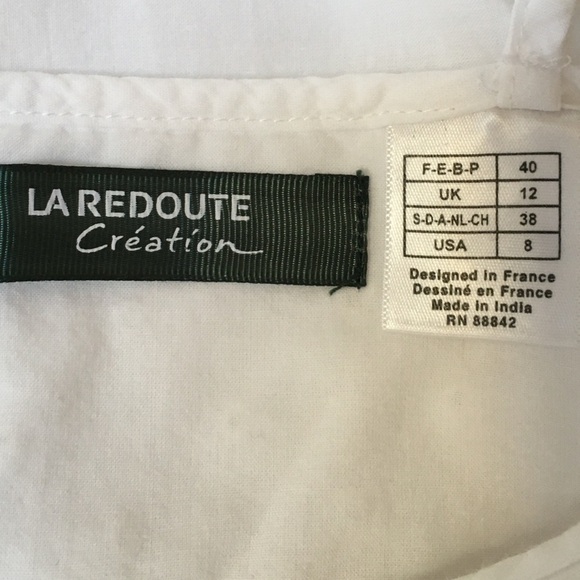 LA REDOUTE
Création
F-E-B-P 40
UK 12
S-D-A-NL-CH 38
USA 8
Designed in France
Dessiné en France
Made in India
RN 88842